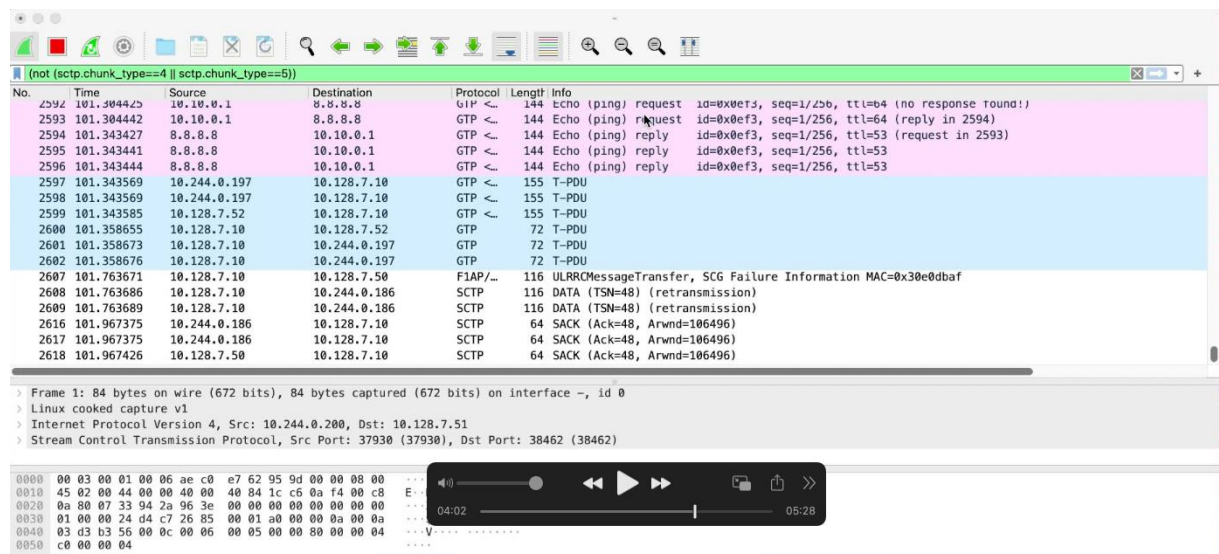 (not (sctp.chunk_type==4 || sctp.chunk_type==5))
No. Time Source Destination Protocol Length Info
2592 101.304425 10.10.0.1 8.8.8.8 GTP <… 144 Echo (ping) request id=0x0ef3, seq=1/256, ttl=64 (no response found!)
2593 101.304442 10.10.0.1 8.8.8.8 GTP <… 144 Echo (ping) request id=0x0ef3, seq=1/256, ttl=64 (reply in 2594)
2594 101.343427 8.8.8.8 10.10.0.1 GTP <… 144 Echo (ping) reply id=0x0ef3, seq=1/256, ttl=53 (request in 2593)
2595 101.343441 8.8.8.8 10.10.0.1 GTP <… 144 Echo (ping) reply id=0x0ef3, seq=1/256, ttl=53
2596 101.343444 8.8.8.8 10.10.0.1 GTP <… 144 Echo (ping) reply id=0x0ef3, seq=1/256, ttl=53
2597 101.343569 10.244.0.197 10.128.7.10 GTP <… 155 T-PDU
2598 101.343569 10.244.0.197 10.128.7.10 GTP <… 155 T-PDU
2599 101.343585 10.128.7.52 10.128.7.10 GTP <… 155 T-PDU
2600 101.358655 10.128.7.10 10.128.7.52 GTP 72 T-PDU
2601 101.358673 10.128.7.10 10.244.0.197 GTP 72 T-PDU
2602 101.358676 10.128.7.10 10.244.0.197 GTP 72 T-PDU
2607 101.763671 10.128.7.10 10.128.7.50 F1AP/… 116 ULRRCMessageTransfer, SCG Failure Information MAC=0x30e0dbaf
2608 101.763686 10.128.7.10 10.244.0.186 SCTP 116 DATA (TSN=48) (retransmission)
2609 101.763689 10.128.7.10 10.244.0.186 SCTP 116 DATA (TSN=48) (retransmission)
2616 101.967375 10.244.0.186 10.128.7.10 SCTP 64 SACK (Ack=48, Arwnd=106496)
2617 101.967375 10.244.0.186 10.128.7.10 SCTP 64 SACK (Ack=48, Arwnd=106496)
2618 101.967426 10.128.7.50 10.128.7.10 SCTP 64 SACK (Ack=48, Arwnd=106496)
> Frame 1: 84 bytes on wire (672 bits), 84 bytes captured (672 bits) on interface -, id 0
> Linux cooked capture v1
> Internet Protocol Version 4, Src: 10.244.0.200, Dst: 10.128.7.51
> Stream Control Transmission Protocol, Src Port: 37930 (37930), Dst Port: 38462 (38462)
0000 00 03 00 01 00 06 ae c0 e7 62 95 9d 00 00 08 00
0010 45 02 00 44 00 00 40 00 40 84 1c c6 0a f4 00 c8 E
0020 0a 80 07 33 94 2a 96 3e 00 00 00 00 00 00 00 00
0030 01 00 00 24 d4 c7 26 85 00 01 a0 00 00 0a 00 0a
0040 03 d3 b3 56 00 0c 00 06 00 05 00 00 80 00 00 04 ···V···· ········
0050 c0 00 00 04 ····
04:02 05:28